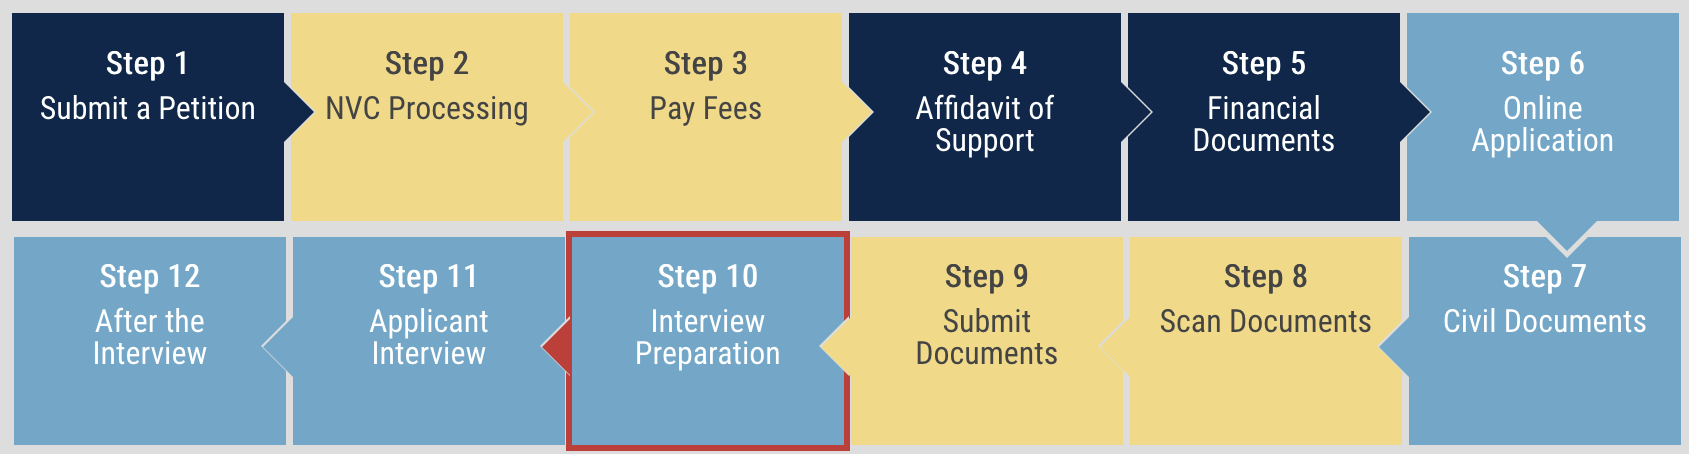 Step 1
Submit a Petition
Step 2
NVC Processing
Step 3
Pay Fees
Step 4
Affidavit of
Support
Step 5
Financial
Documents
Step 6
Online
Application
Step 7
Civil Documents
Step 8
Scan Documents
Step 9
Submit
Documents
Step 10
Interview
Preparation
Step 11
Applicant
Interview
Step 12
After the
Interview